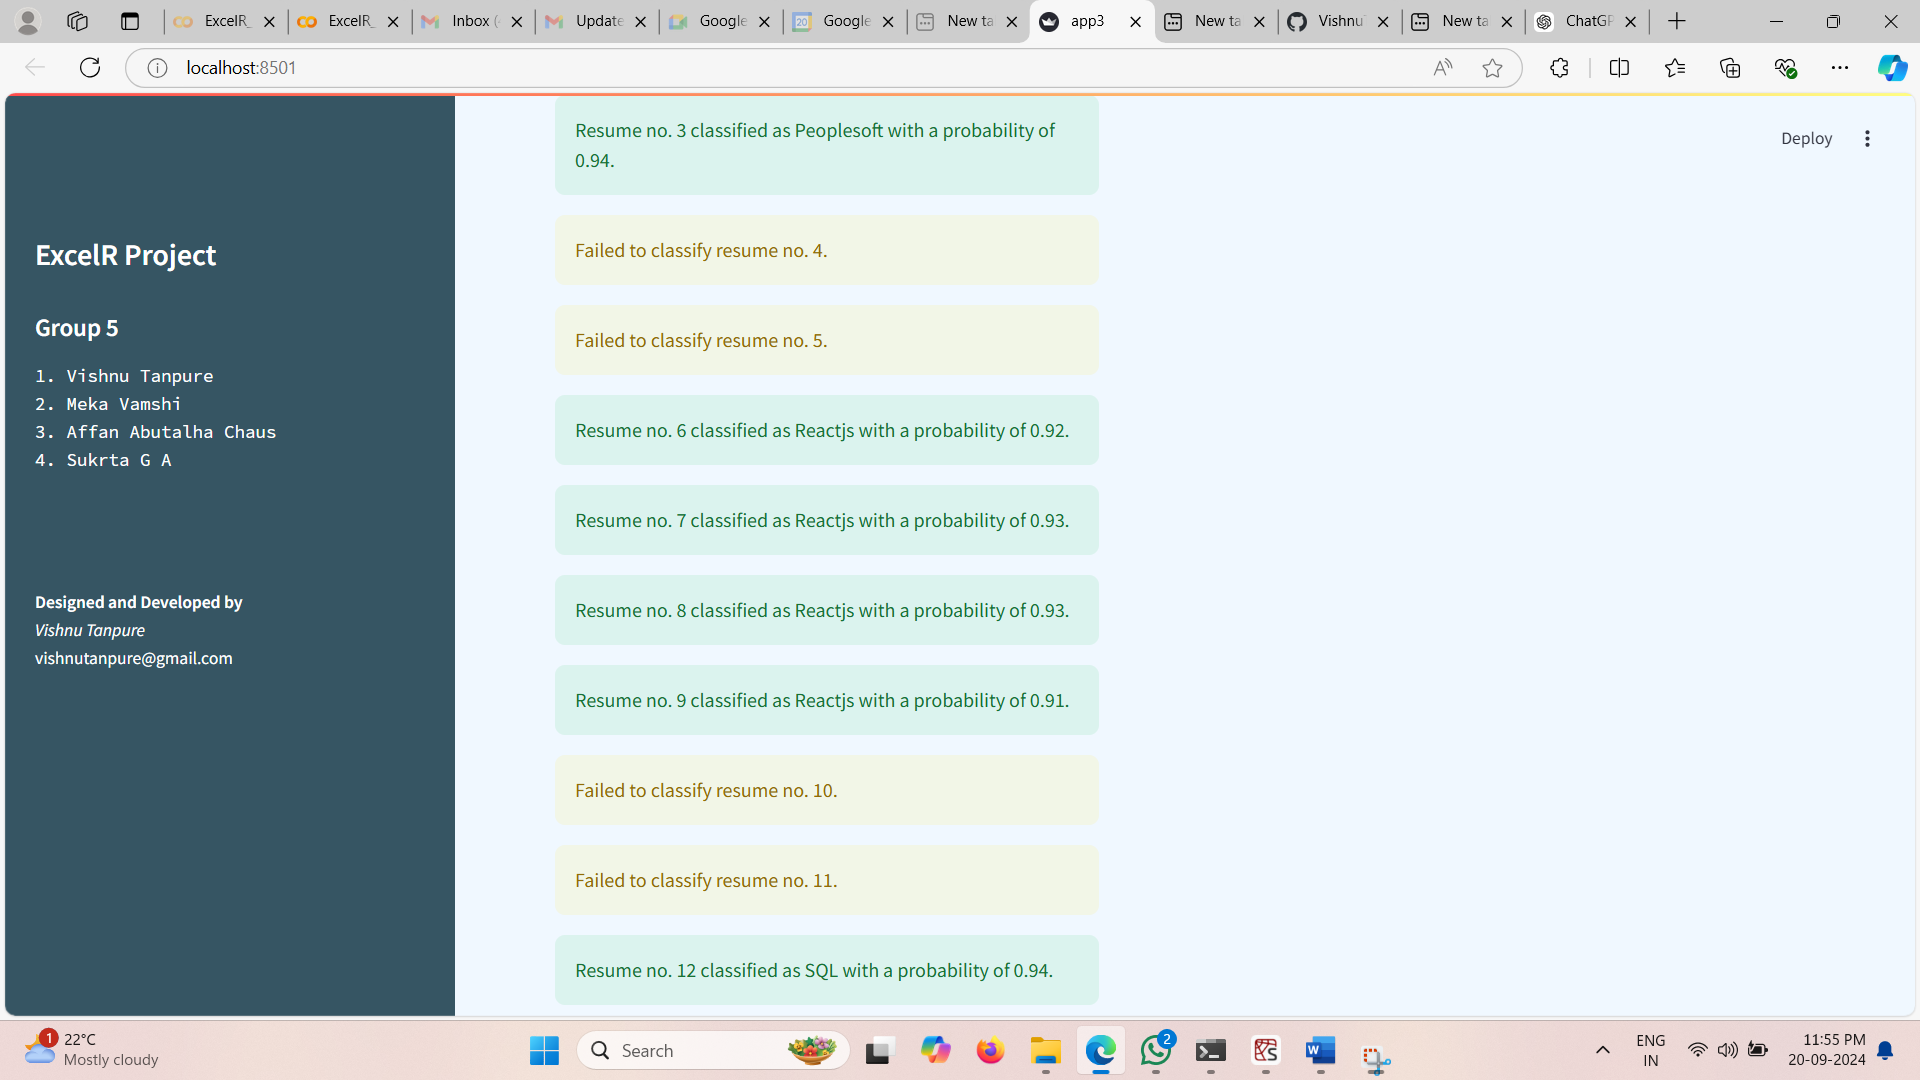 ExcelR_
ExcelR_
Inbox (
Update
Google
Google
New ta
app3
New ta
Vishnu
New ta
ChatGP
localhost:8501
Deploy
ExcelR Project
Group 5
1. Vishnu Tanpure
2. Meka Vamshi
3. Affan Abutalha Chaus
4. Sukrta G A
Designed and Developed by
Vishnu Tanpure
vishnutanpure@gmail.com
Resume no. 3 classified as Peoplesoft with a probability of
0.94.
Failed to classify resume no. 4.
Failed to classify resume no. 5.
Resume no. 6 classified as Reactjs with a probability of 0.92.
Resume no. 7 classified as Reactjs with a probability of 0.93.
Resume no. 8 classified as Reactjs with a probability of 0.93.
Resume no. 9 classified as Reactjs with a probability of 0.91.
Failed to classify resume no. 10.
Failed to classify resume no. 11.
Resume no. 12 classified as SQL with a probability of 0.94.
1
22°C
Mostly cloudy
Search
2
ENG
IN
11:55 PM
20-09-2024